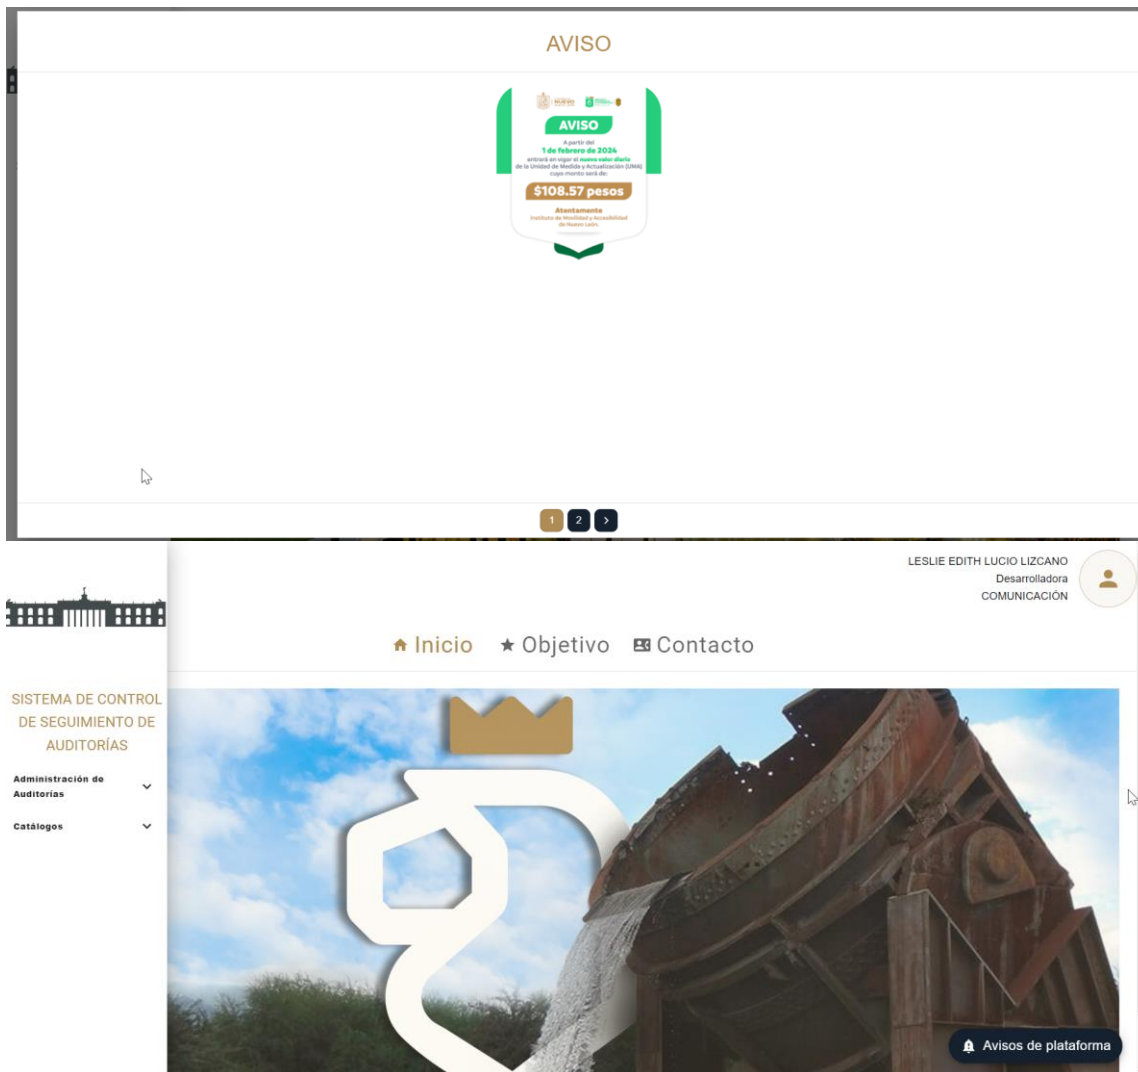 AVISO
NUEVO
AVISO
A partir del
1 de febrero de 2024
entrará en vigor el nuevo valor diario
de la Unidad de Medida y Actualización (UMA)
cuyo monto será de:
$108.57 pesos
Atentamente
Instituto de Movilidad y Accesibilidad
de Nuevo León.
1 2
LESLIE EDITH LUCIO LIZCANO
Desarrolladora
COMUNICACIÓN
Inicio Objetivo Contacto
SISTEMA DE CONTROL
DE SEGUIMIENTO DE
AUDITORÍAS
Administración de
Auditorías
Catálogos
Avisos de plataforma